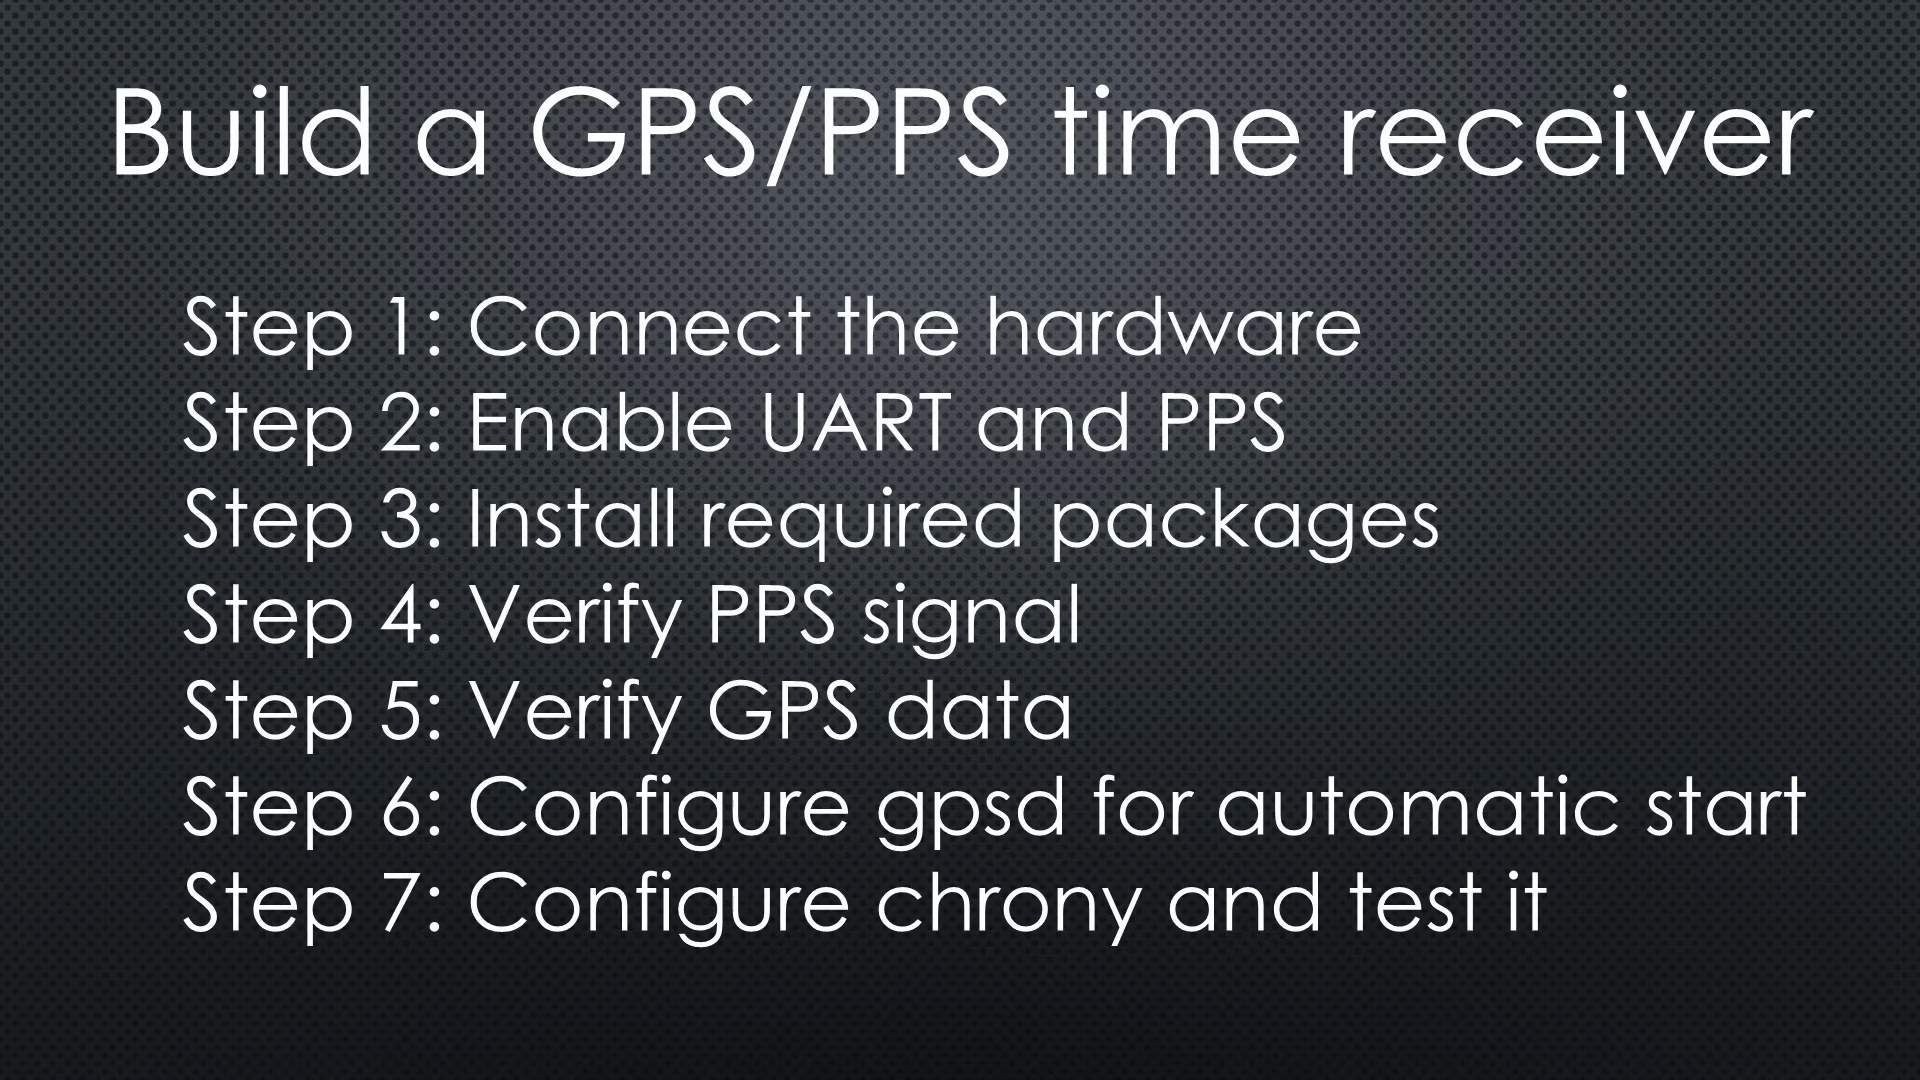 Build a GPS/PPS time receiver
Step 1: Connect the hardware
Step 2: Enable UART and PPS
Step 3: Install required packages
Step 4: Verify PPS signal
Step 5: Verify GPS data
Step 6: Configure gpsd for automatic start
Step 7: Configure chrony and test it